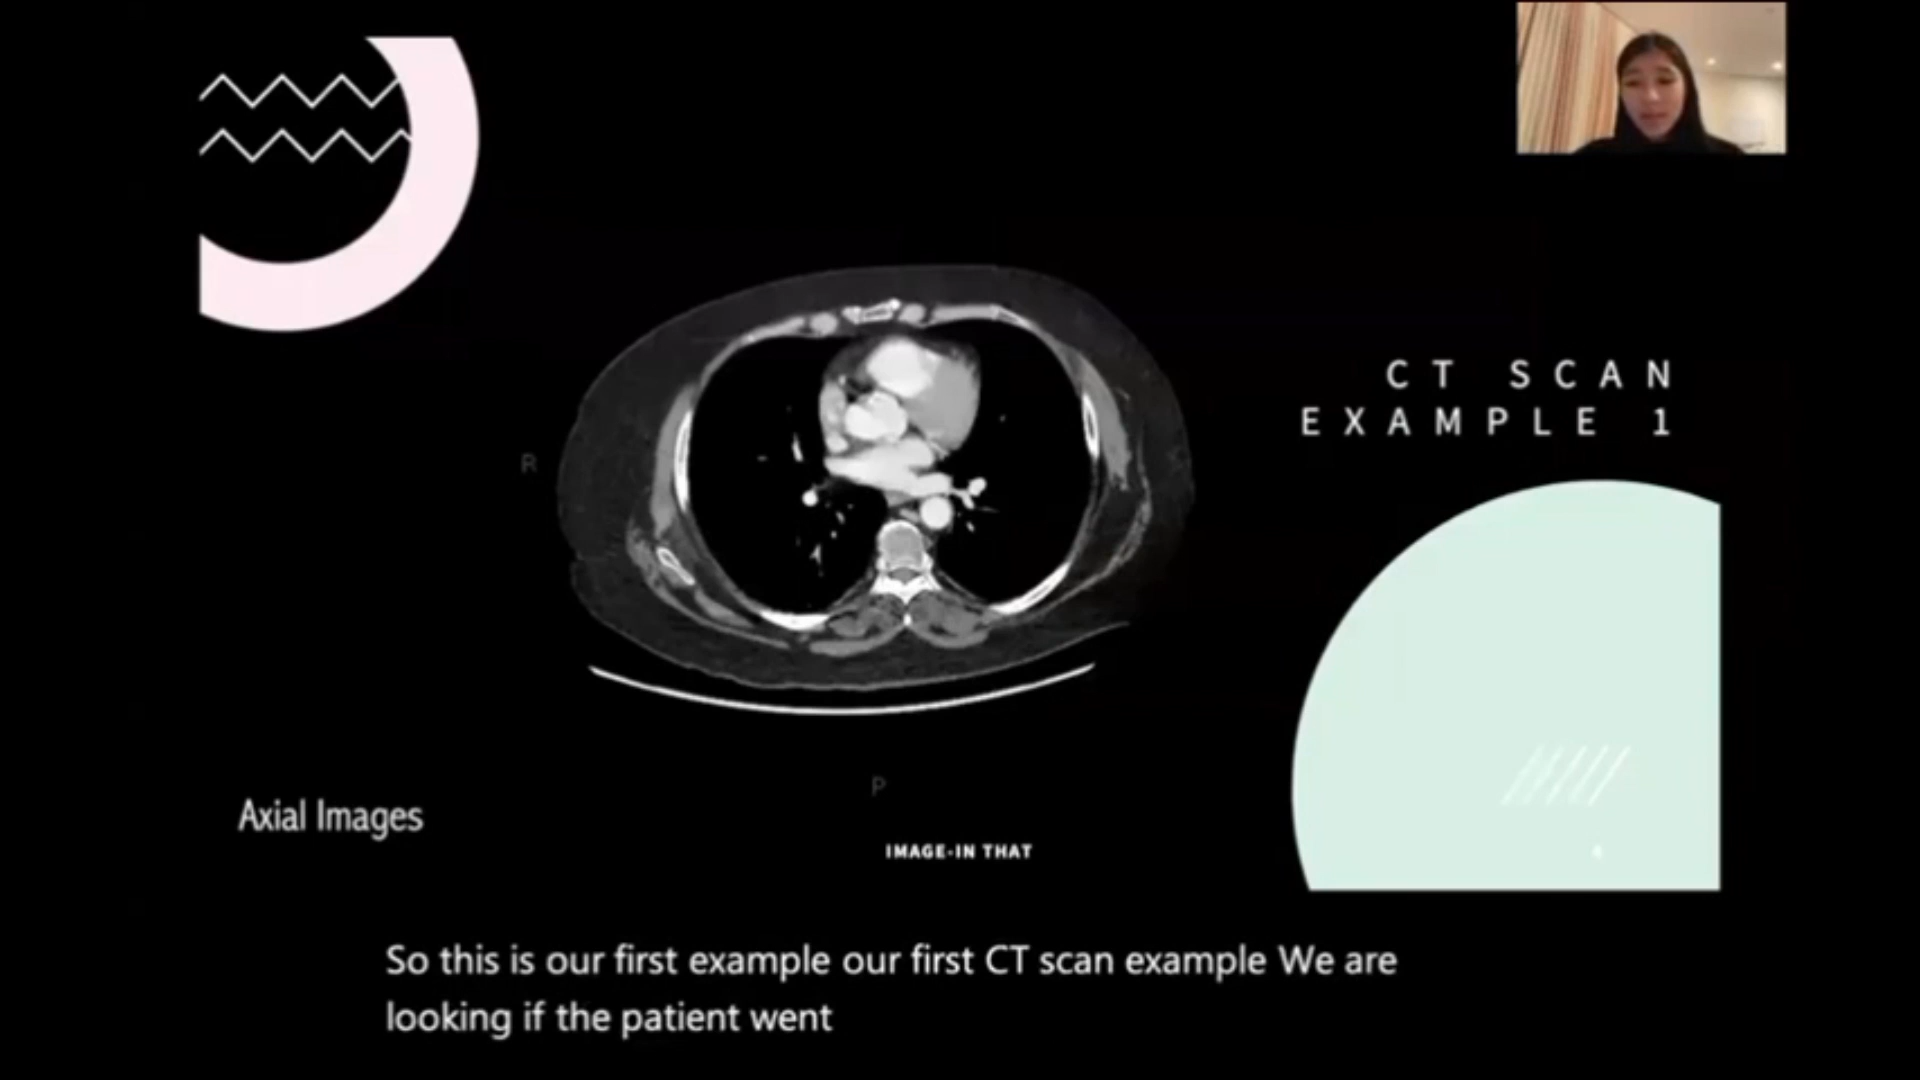 CT SCAN
EXAMPLE 1
R
P
Axial Images
IMAGE-IN THAT
So this is our first example our first CT scan example We are
looking if the patient went